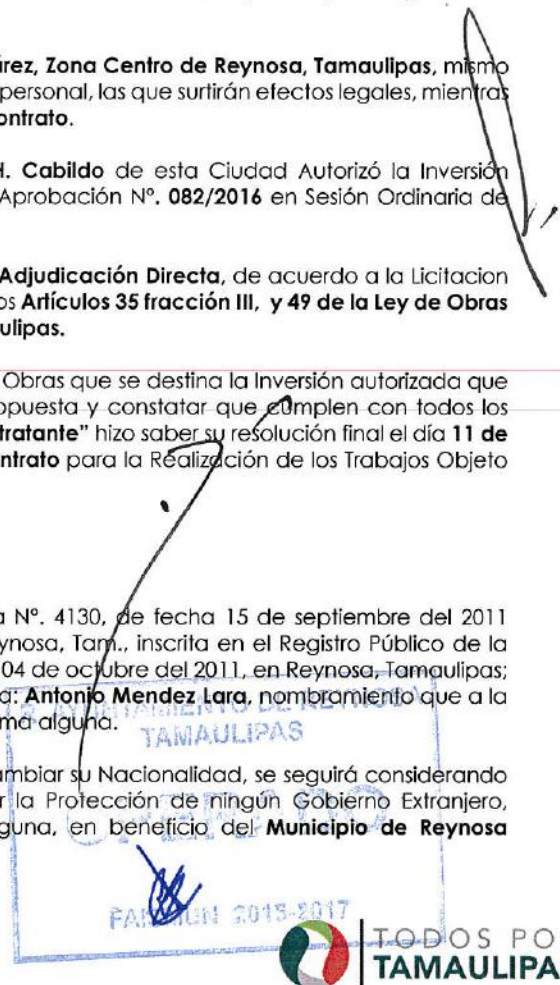 árez, Zona Centro de Reynosa, Tamaulipas, mismo
personal, las que surtirán efectos legales, mientras
ontrato.
H. Cabildo de esta Ciudad Autorizó la Inversión
Aprobación Nº. 082/2016 en Sesión Ordinaria de
Adjudicación Directa, de acuerdo a la Licitacion
os Artículos 35 fracción III, y 49 de la Ley de Obras
ulipas.
Obras que se destina la Inversión autorizada que
opuesta y constatar que cumplen con todos los
tratante" hizo saber su resolución final el día 11 de
ntrato para la Realización de los Trabajos Objeto
a Nº. 4130, de fecha 15 de septiembre del 2011
ynosa, Tam., inscrita en el Registro Público de la
04 de octubre del 2011, en Reynosa, Tamaulipas;
a: Antonio Mendez Lara, nombramiento que a la
ma alguna.
AYUNTAMIENTO DE REYNOSA
TAMAULIPAS
ambiar su Nacionalidad, se seguirá considerando
r la Protección de ningún Gobierno Extranjero,
guna, en beneficio del Municipio de Reynosa
2013-2017
TODOS PO
TAMAULIPA